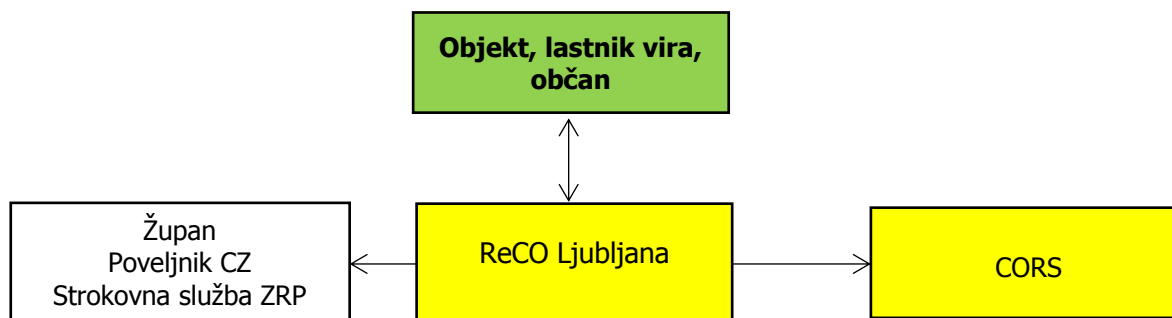 Objekt, lastnik vira,
občan
Župan
Poveljnik CZ
Strokovna služba ZRP
ReCO Ljubljana
CORS